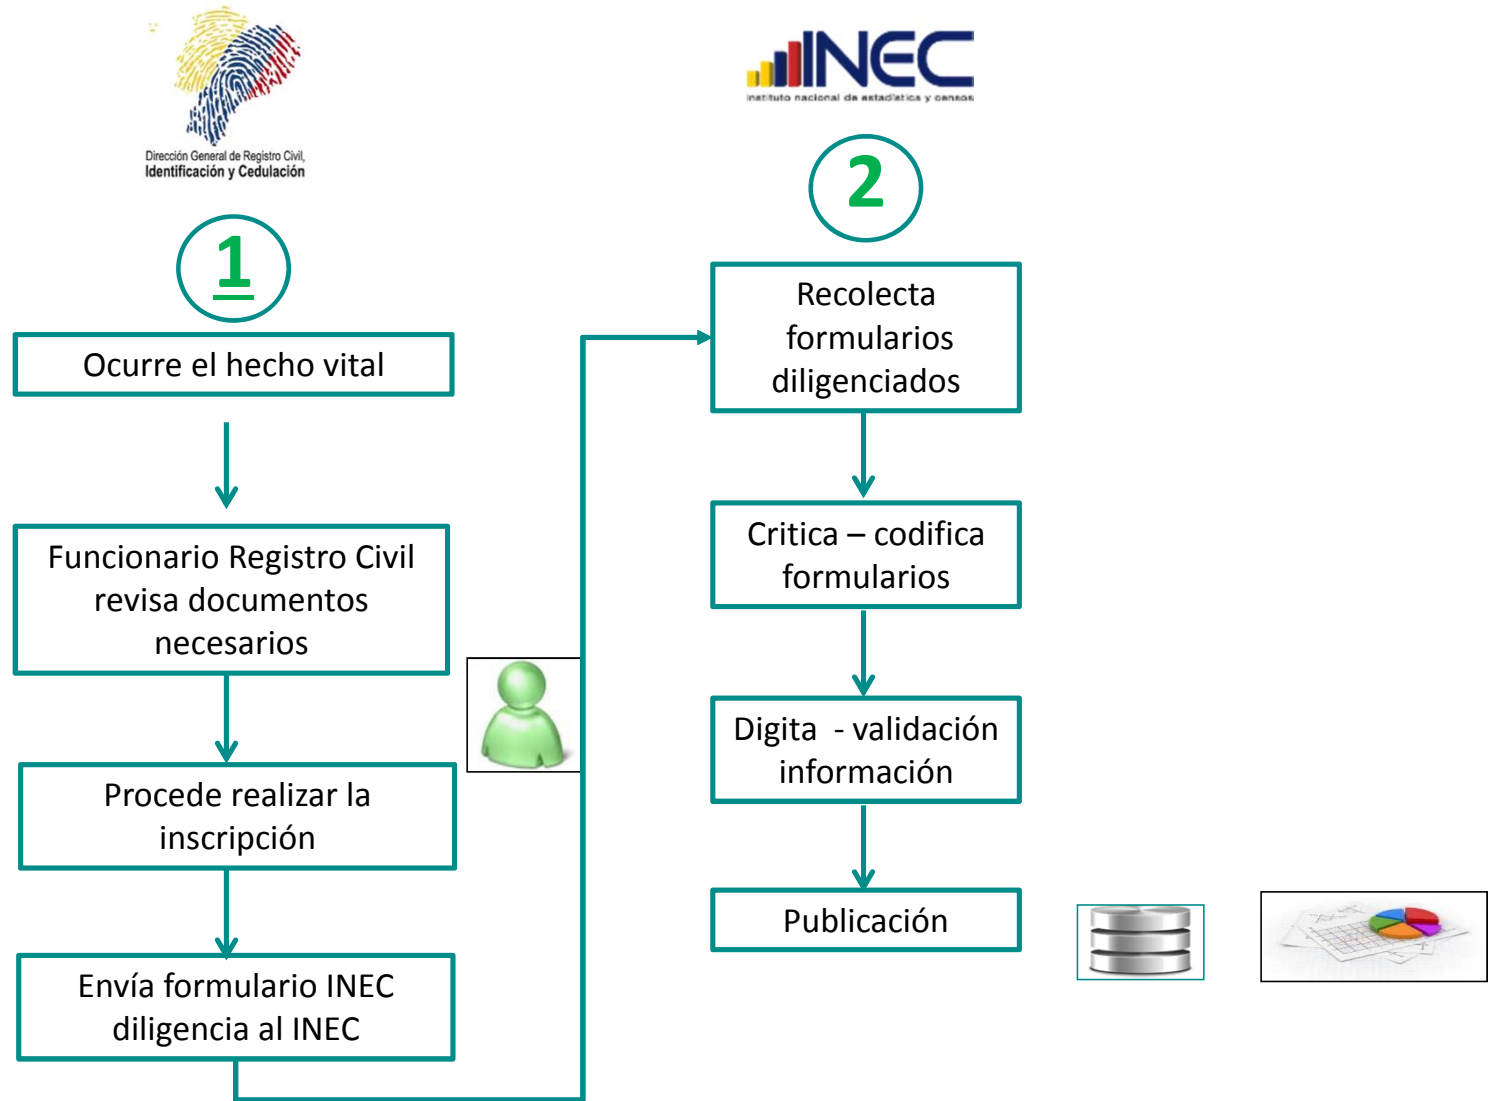 Dirección General de Registro Civil,
Identificación y Cedulación
1
Ocurre el hecho vital
Funcionario Registro Civil
revisa documentos
necesarios
Procede realizar la
inscripción
Envía formulario INEC
diligencia al INEC
INEC
instituto nacional de estadística y censos
2
Recolecta
formularios
diligenciados
Critica – codifica
formularios
Digita - validación
información
Publicación